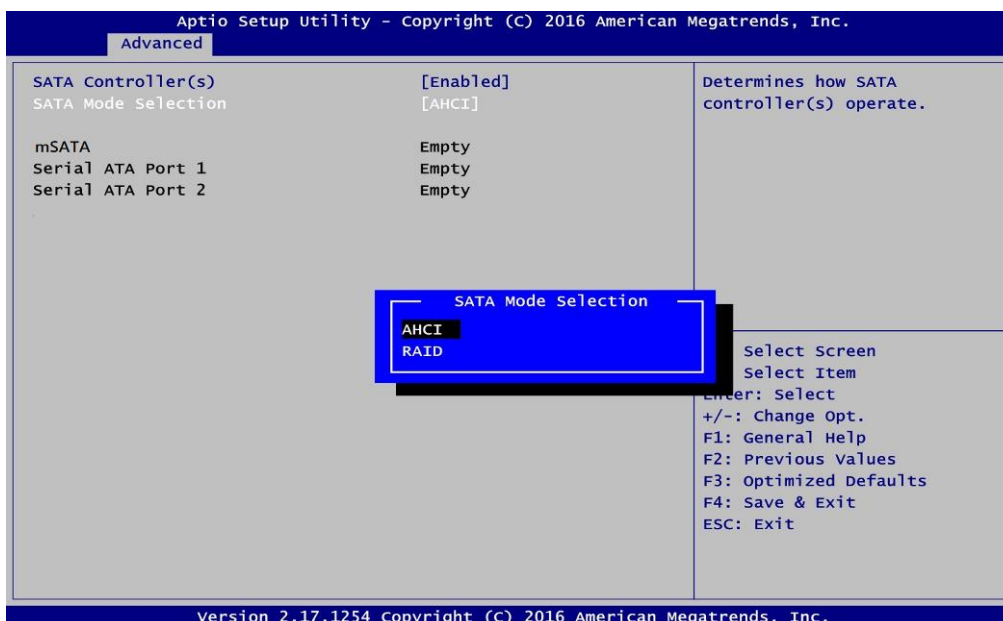 Aptio Setup Utility – Copyright (C) 2016 American Megatrends, Inc.
Advanced
SATA Controller(s) [Enabled]
SATA Mode Selection [AHCI]
mSATA Empty
Serial ATA Port 1 Empty
Serial ATA Port 2 Empty
Determines how SATA
controller(s) operate.
SATA Mode Selection
AHCI
RAID
Select Screen
Select Item
Enter: Select
+/-: Change Opt.
F1: General Help
F2: Previous Values
F3: Optimized Defaults
F4: Save & Exit
ESC: Exit
Version 2.17.1254 Copyright (C) 2016 American Megatrends, Inc.